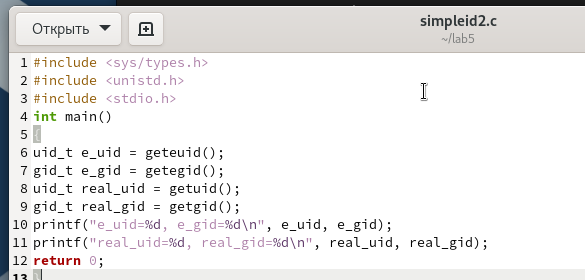 Открыть
simpleid2.c
~/lab5
1 #include <sys/types.h>
2 #include <unistd.h>
3 #include <stdio.h>
4 int main()
5 {
6 uid_t e_uid = geteuid();
7 gid_t e_gid = getegid();
8 uid_t real_uid = getuid();
9 gid_t real_gid = getgid();
10 printf("e_uid=%d, e_gid=%d\n", e_uid, e_gid);
11 printf("real_uid=%d, real_gid=%d\n", real_uid, real_gid);
12 return 0;
13 }